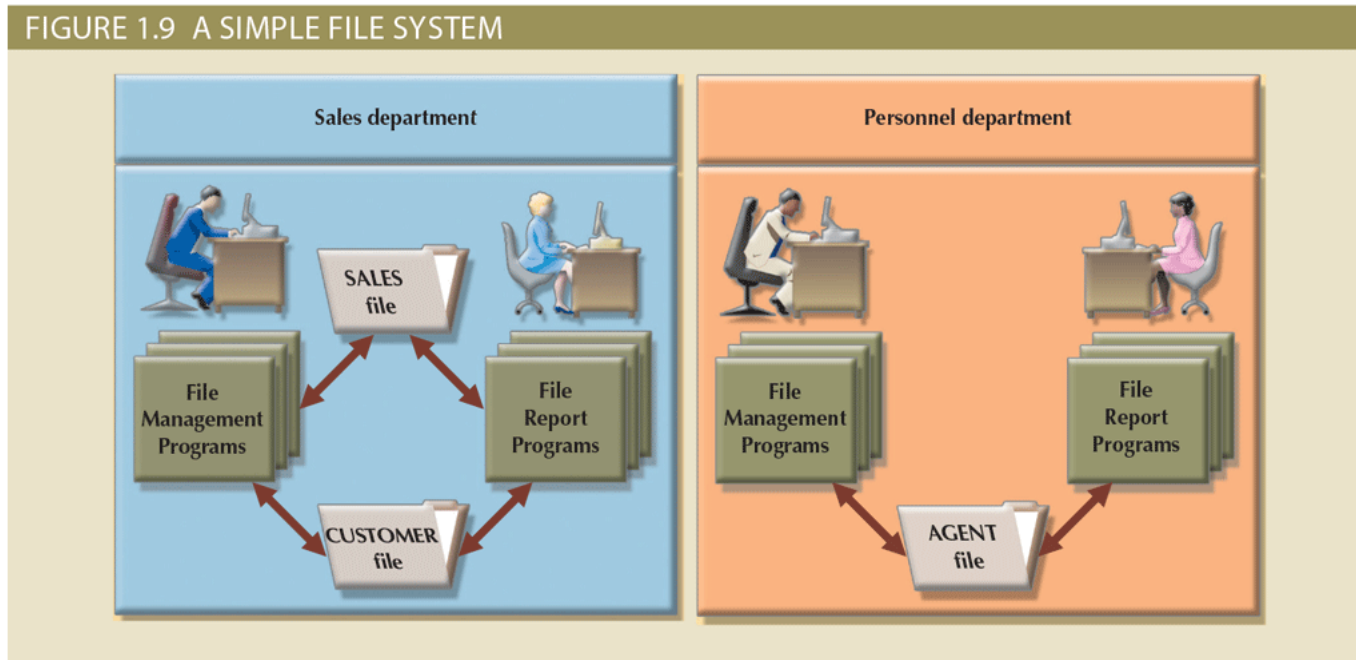 FIGURE 1.9 A SIMPLE FILE SYSTEM
Sales department
SALES
file
File
Management
Programs
File
Report
Programs
CUSTOMER
file
Personnel department
File
Management
Programs
File
Report
Programs
AGENT
file